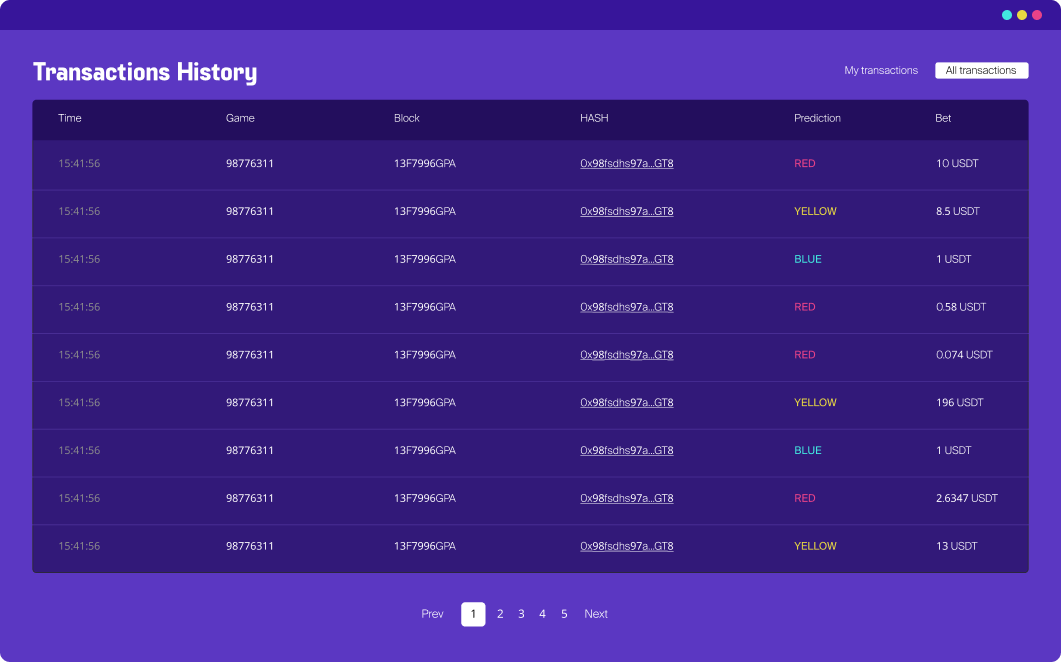 Transactions History
My transactions All transactions
Time Game Block HASH Prediction Bet
15:41:56 98776311 13F7996GPA 0x98fsdhs97a...GT8 RED 10 USDT
15:41:56 98776311 13F7996GPA 0x98fsdhs97a...GT8 YELLOW 8.5 USDT
15:41:56 98776311 13F7996GPA 0x98fsdhs97a...GT8 BLUE 1 USDT
15:41:56 98776311 13F7996GPA 0x98fsdhs97a...GT8 RED 0.58 USDT
15:41:56 98776311 13F7996GPA 0x98fsdhs97a...GT8 RED 0.074 USDT
15:41:56 98776311 13F7996GPA 0x98fsdhs97a...GT8 YELLOW 196 USDT
15:41:56 98776311 13F7996GPA 0x98fsdhs97a...GT8 BLUE 1 USDT
15:41:56 98776311 13F7996GPA 0x98fsdhs97a...GT8 RED 2.6347 USDT
15:41:56 98776311 13F7996GPA 0x98fsdhs97a...GT8 YELLOW 13 USDT
Prev 1 2 3 4 5 Next